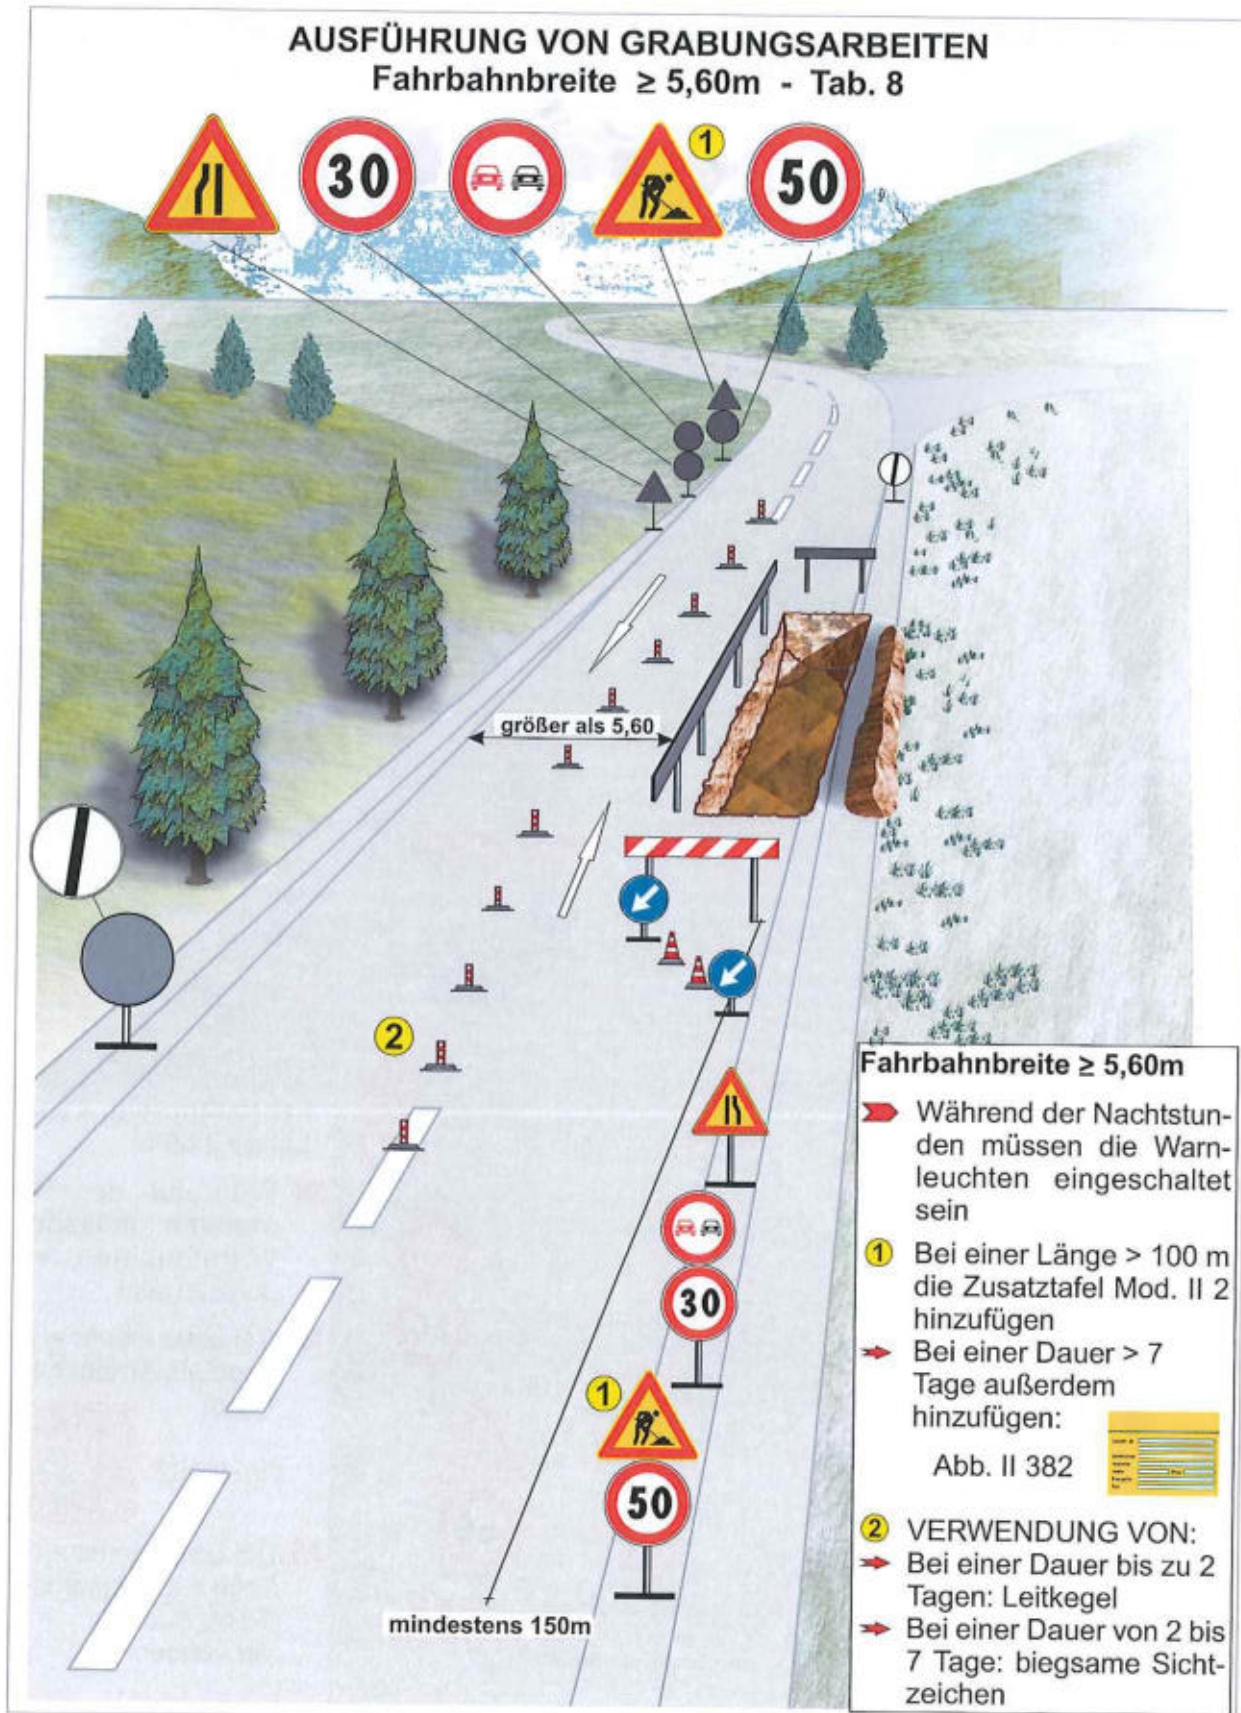 AUSFÜHRUNG VON GRABUNGSARBEITEN
Fahrbahnbreite ≥ 5,60m - Tab. 8
30
1
50
größer als 5,60
2
30
1
50
mindestens 150m
Fahrbahnbreite ≥ 5,60m
Während der Nachtstun-
den müssen die Warn-
leuchten eingeschaltet
sein
1 Bei einer Länge > 100 m
die Zusatztafel Mod. II 2
hinzufügen
Bei einer Dauer > 7
Tage außerdem
hinzufügen:
Abb. II 382
2 VERWENDUNG VON:
Bei einer Dauer bis zu 2
Tagen: Leitkegel
Bei einer Dauer von 2 bis
7 Tage: biegsame Sicht-
zeichen